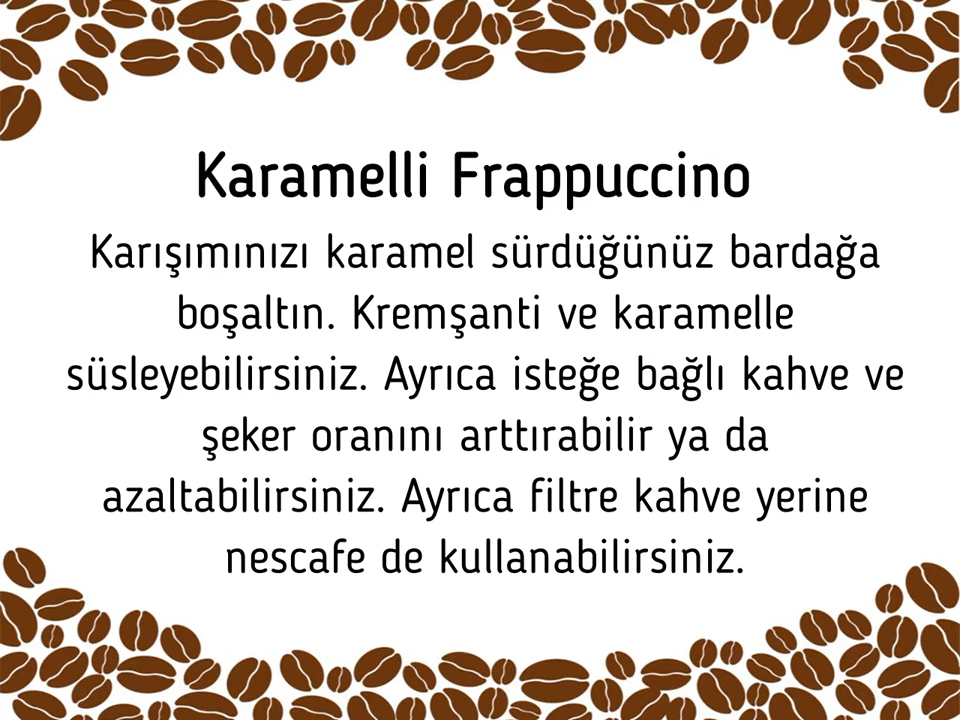 Karamelli Frappuccino
Karışımınızı karamel sürdüğünüz bardağa
boşaltın. Kremşanti ve karamelle
süsleyebilirsiniz. Ayrıca isteğe bağlı kahve ve
şeker oranını arttırabilir ya da
azaltabilirsiniz. Ayrıca filtre kahve yerine
nescafe de kullanabilirsiniz.